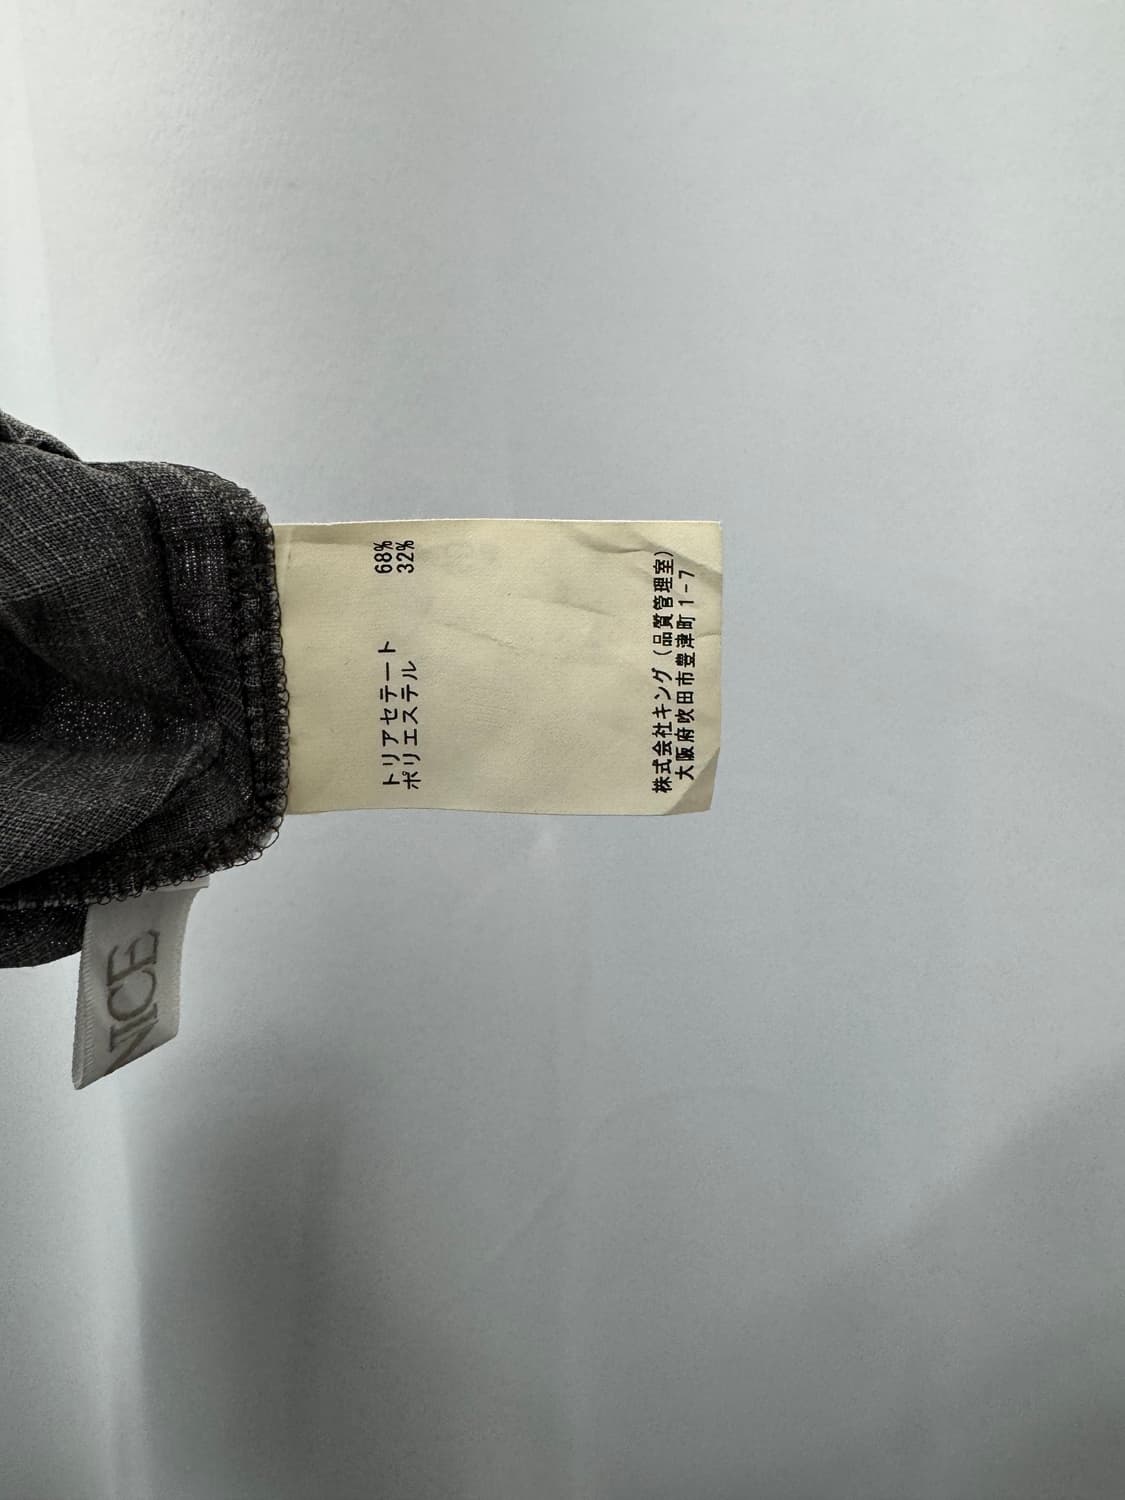 トリアセテート 68%
ポリエステル 32%
株式会社キング(品質管理室)
大阪府吹田市豊津町1-7
NICE